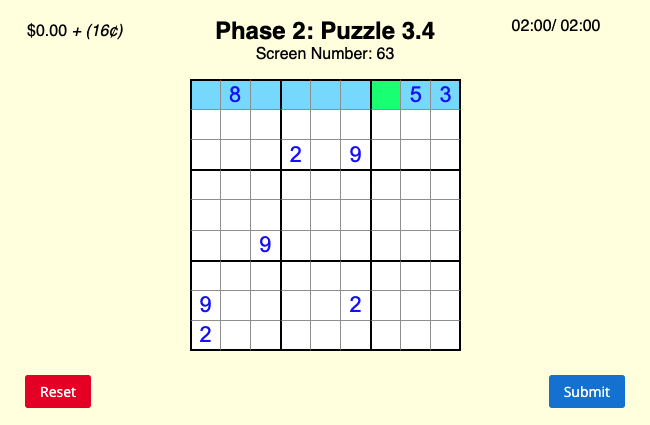 $0.00 + (16¢)
Phase 2: Puzzle 3.4
02:00/ 02:00
Screen Number: 63
8 5 3
2 9
9
9 2
2
Reset
Submit